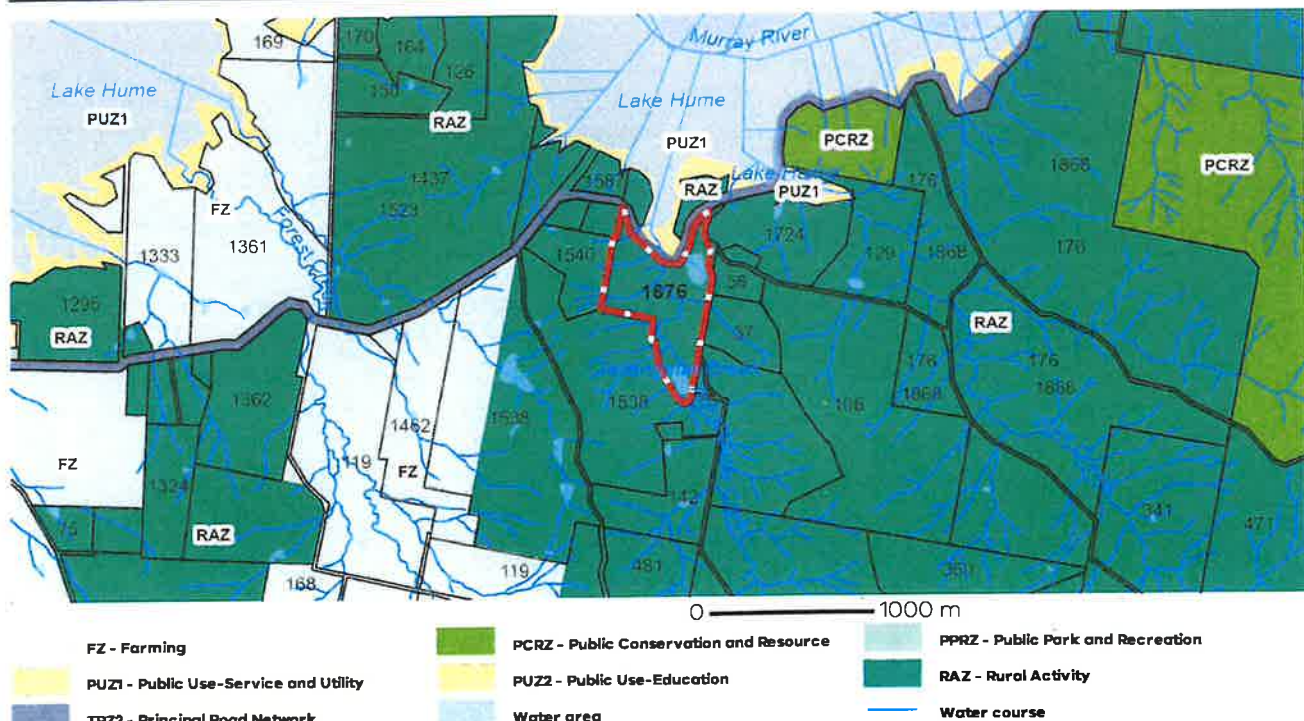 169
170
164
126
150
Murray River
Lake Hume
Lake Hume
PUZ1
RAZ
PUZ1
PCRZ
PCRZ
1437
1523
RAZ
PUZ1
176
1868
FZ
1333
1361
1540
1724
129
1868
176
1295
RAZ
1676
56
37
RAZ
176
176
1868
1868
1362
1538
1538
106
1462
FZ
119
FZ
1324
75
RAZ
142
341
471
168
119
481
0 1000 m
FZ - Farming
PCRZ - Public Conservation and Resource
PPRZ - Public Park and Recreation
PUZ1 - Public Use-Service and Utility
PUZ2 - Public Use-Education
RAZ - Rural Activity
TRZ2 - Principal Road Network
Water area
Water course